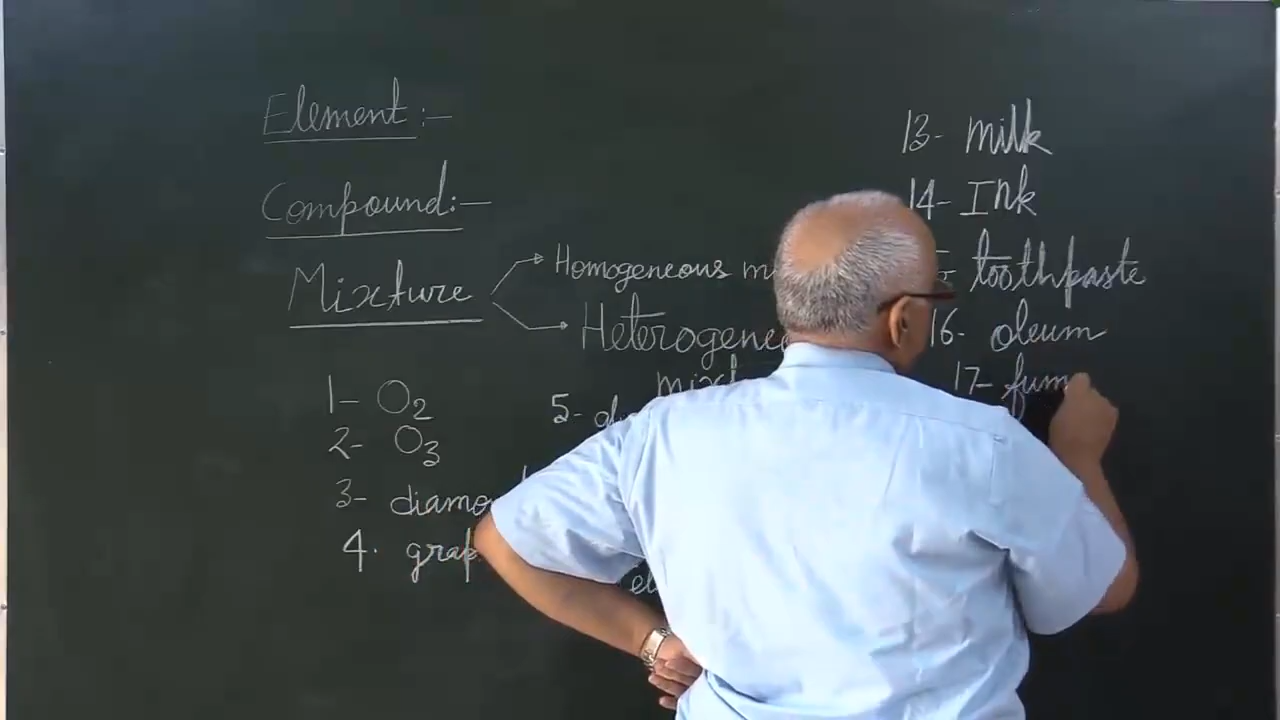 Element :-
Compound:-
Mixture
Homogeneous
Heterogene
1- O2
2- O3
3- diamo
4. grap
5-
13- milk
14- Ink
toothpaste
16- oleum
17- fum